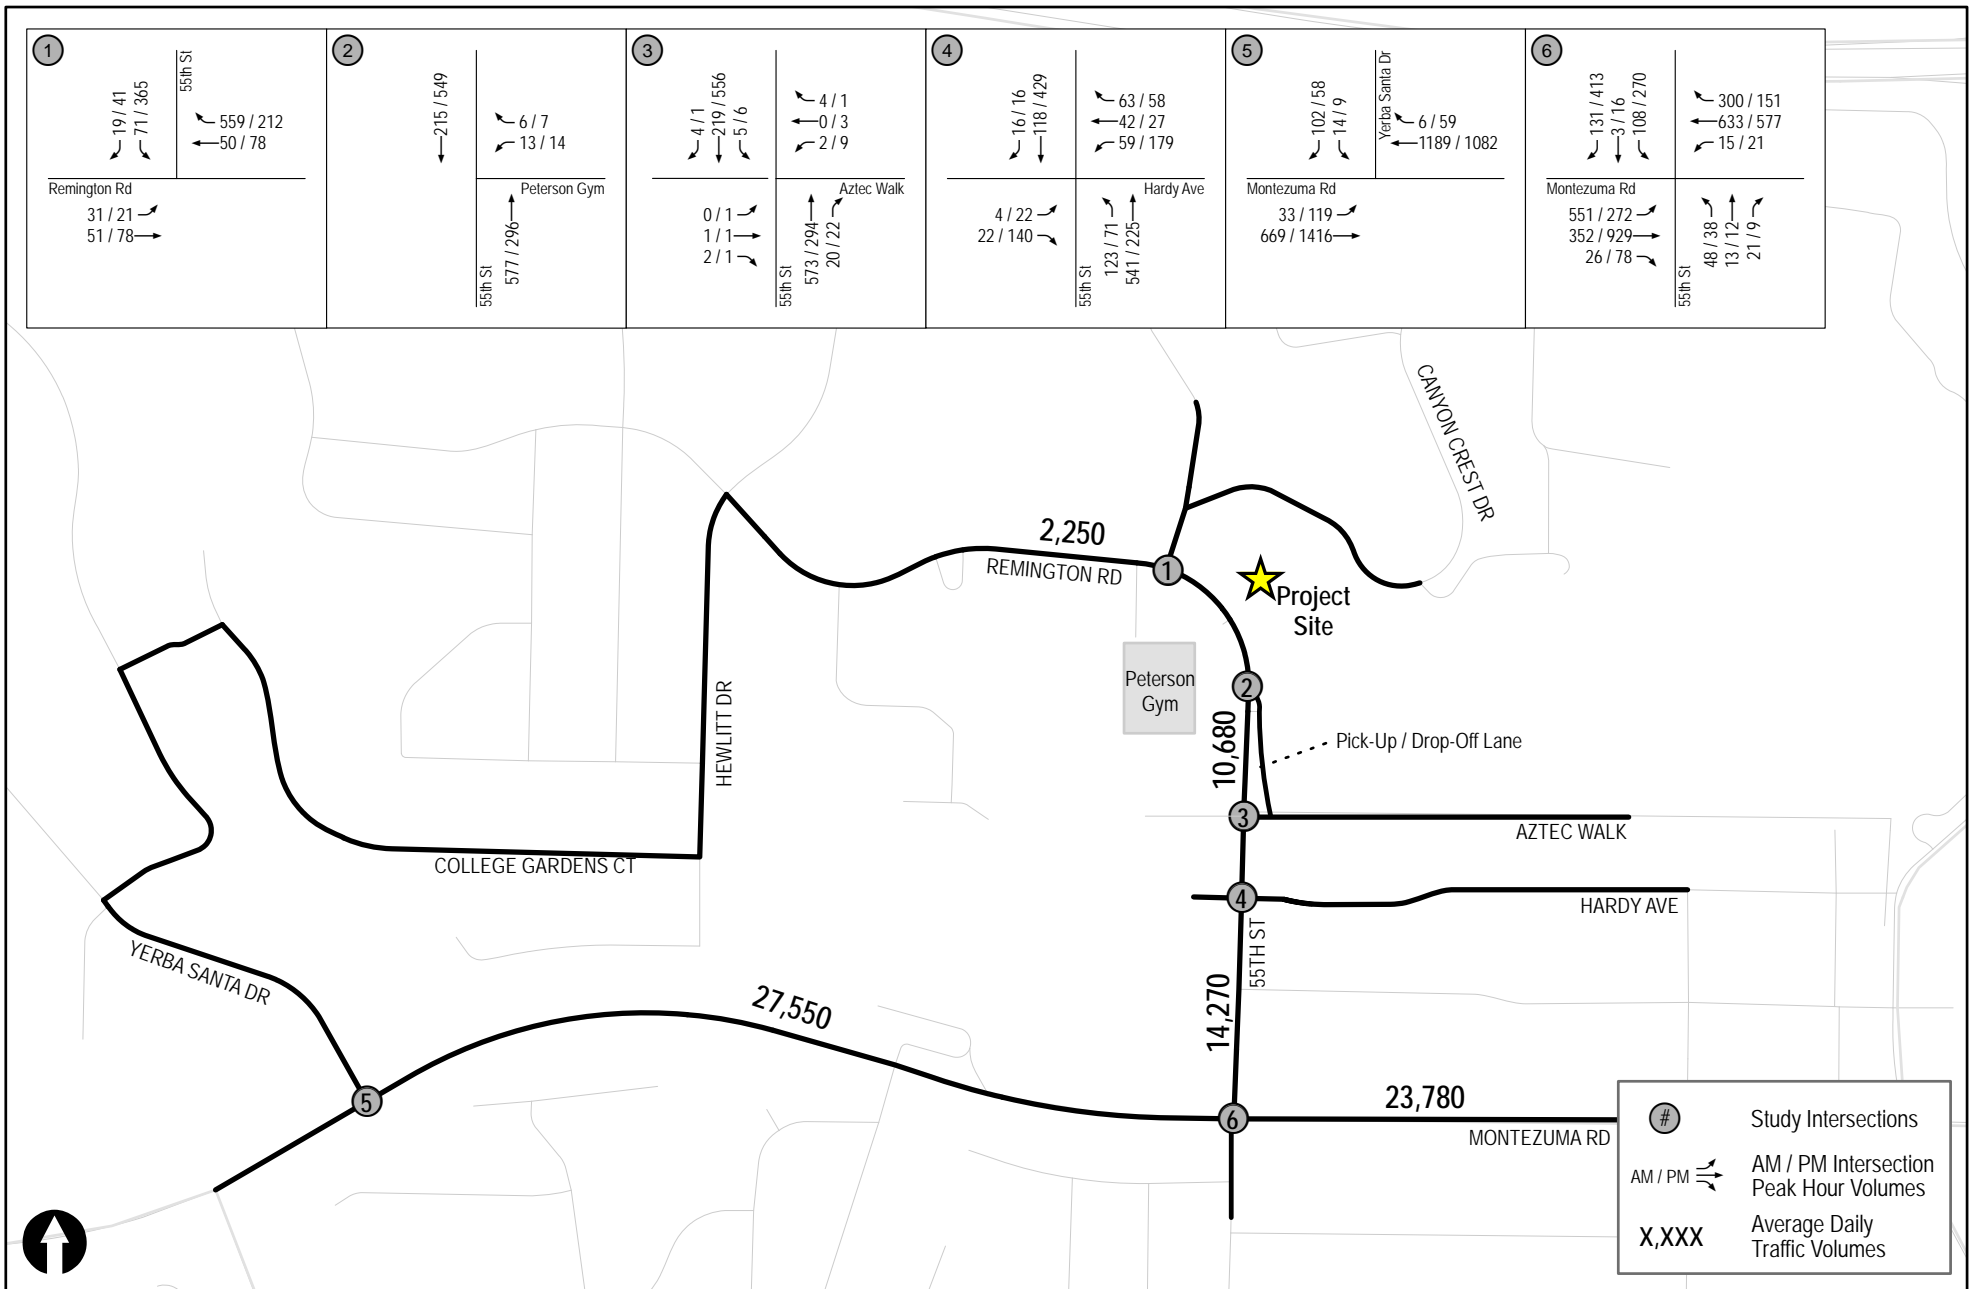 1
55th St
19 / 41
71 / 365
559 / 212
50 / 78
Remington Rd
31 / 21
51 / 78
2
215 / 549
6 / 7
13 / 14
Peterson Gym
55th St
577 / 296
3
4 / 1
219 / 556
5 / 6
4 / 1
0 / 3
2 / 9
Aztec Walk
0 / 1
1 / 1
2 / 1
55th St
573 / 294
20 / 22
4
16 / 16
118 / 429
63 / 58
42 / 27
59 / 179
Hardy Ave
4 / 22
22 / 140
55th St
123 / 71
541 / 225
5
102 / 58
14 / 9
Yerba Santa Dr
6 / 59
1189 / 1082
Montezuma Rd
33 / 119
669 / 1416
6
131 / 413
3 / 16
108 / 270
300 / 151
633 / 577
15 / 21
Montezuma Rd
551 / 272
352 / 929
26 / 78
55th St
48 / 38
13 / 12
21 / 9
CANYON CREST DR
2,250
REMINGTON RD
1
Project
Site
Peterson
Gym
2
HEWLITT DR
10,680
Pick-Up / Drop-Off Lane
3
AZTEC WALK
COLLEGE GARDENS CT
4
HARDY AVE
YERBA SANTA DR
55TH ST
27,550
14,270
5
6
23,780
MONTEZUMA RD
# Study Intersections
AM / PM
AM / PM Intersection
Peak Hour Volumes
X,XXX
Average Daily
Traffic Volumes